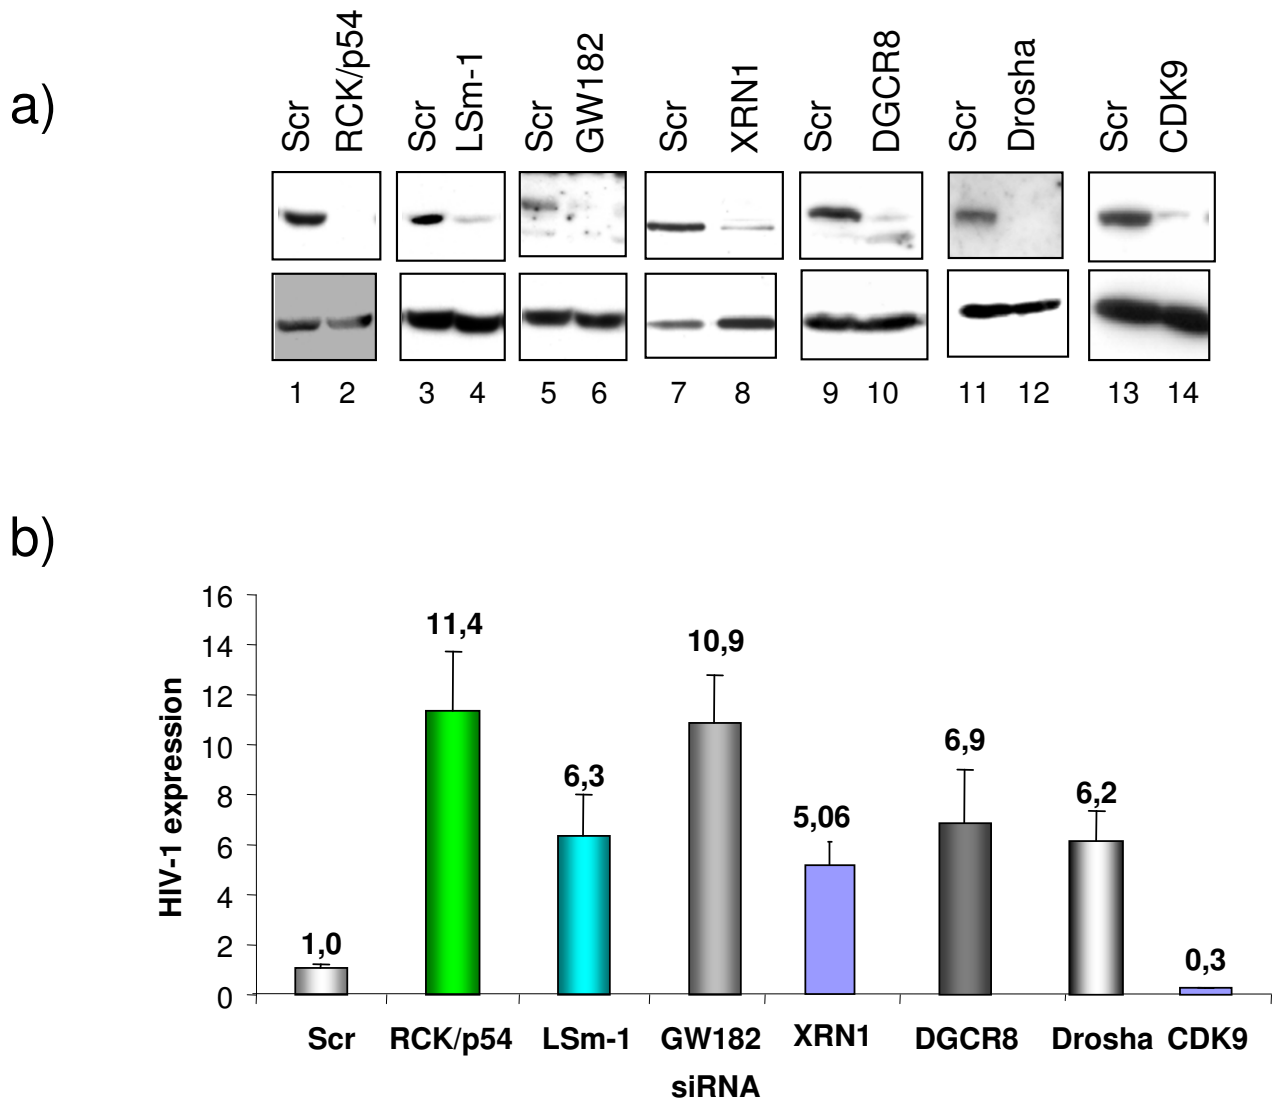 a)
Scr RCK/p54 Scr LSm-1 Scr GW182 Scr XRN1 Scr DGCR8 Scr Drosha Scr CDK9
1 2 3 4 5 6 7 8 9 10 11 12 13 14
b)
HIV-1 expression
16
14
12
10
8
6
4
2
0
1,0
11,4
6,3
10,9
5,06
6,9
6,2
0,3
Scr RCK/p54 LSm-1 GW182 XRN1 DGCR8 Drosha CDK9
siRNA